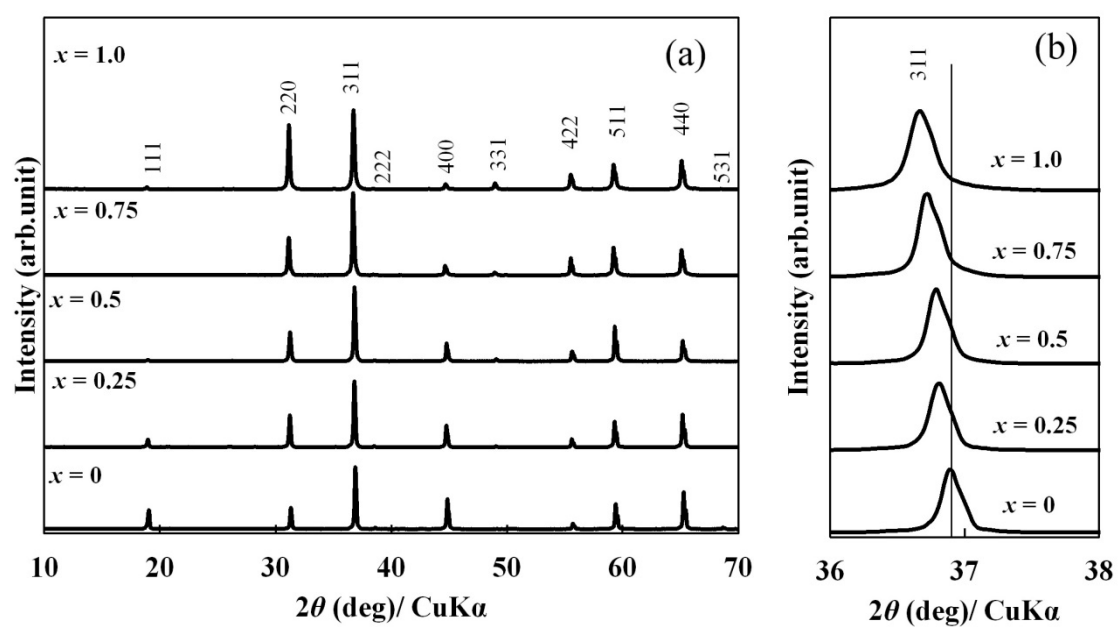 (a)
x = 1.0
111
220
311
222
400
331
422
511
440
531
x = 0.75
x = 0.5
x = 0.25
x = 0
Intensity (arb.unit)
10 20 30 40 50 60 70
2θ (deg)/ CuKα
(b)
311
x = 1.0
x = 0.75
x = 0.5
x = 0.25
x = 0
Intensity (arb.unit)
36 37 38
2θ (deg)/ CuKα